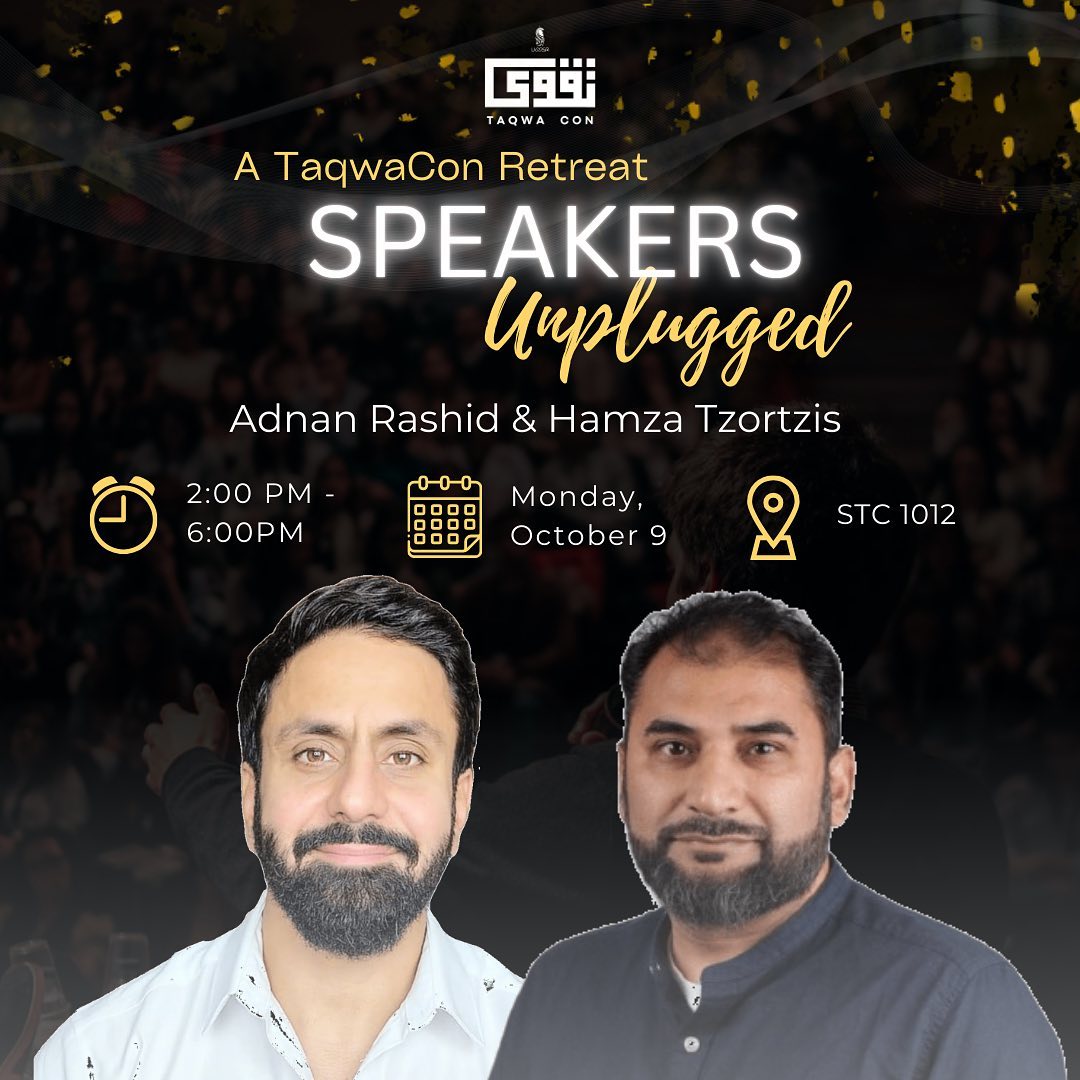 تقوى
TAQWA CON
A TaqwaCon Retreat
SPEAKERS
Unplugged
Adnan Rashid & Hamza Tzortzis
2:00 PM -
6:00PM
Monday,
October 9
STC 1012